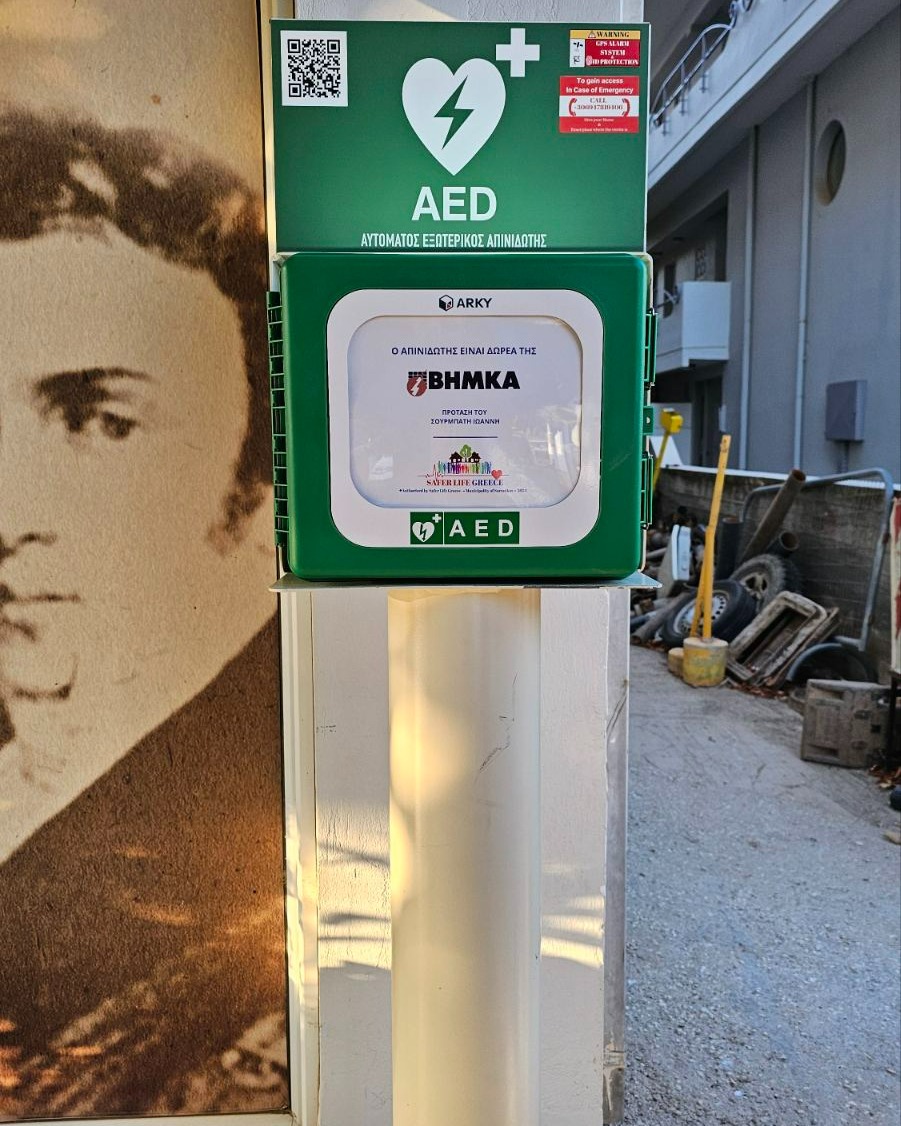 WARNING
GPS ALARM
SYSTEM
To gain access
In Case of Emergency
CALL
AED
ΑΥΤΟΜΑΤΟΣ ΕΞΩΤΕΡΙΚΟΣ ΑΠΙΝΙΔΩΤΗΣ
ARKY
Ο ΑΠΙΝΙΔΩΤΗΣ ΕΙΝΑΙ ΔΩΡΕΑ ΤΗΣ
ΒΗΜΚΑ
ΠΡΟΤΑΣΗ ΤΟΥ
ΣΟΥΡΜΠΑΤΗ ΙΩΑΝΝΗ
SAFER LIFE GREECE
AED